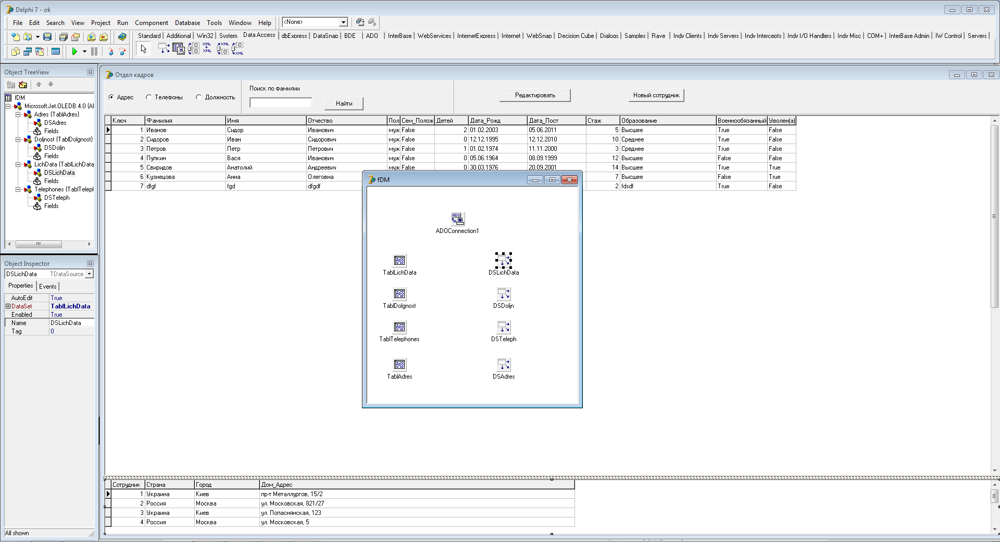 Delphi 7 - ok
File Edit Search View Project Run Component Database Tools Window Help <None>
Standard Additional Win32 System Data Access dbExpress DataSnap BDE ADO InterBase WebServices InternetExpress Internet WebSnap Decision Cube Dialogs Samples Rave Indy Clients Indy Servers Indy Intercepts Indy I/O Handlers Indy Misc COM+ InterBase Admin IW Control Servers
Object TreeView
fDM
Microsoft.Jet.OLEDB.4.0 {Al
Adres {TablAdres}
DSAdres
Fields
Doljnost {TablDolgnost}
DSDoljn
Fields
LichData {TablLichData
DSLichData
Fields
Telephones {TablTeleph
DSTeleph
Fields
Object Inspector
DSLichData TDataSource
Properties Events
AutoEdit True
DataSet TablLichData
Enabled True
Name DSLichData
Tag 0
All shown
Отдел кадров
Адрес Телефоны Должность
Поиск по фамилии
Найти
Редактировать
Новый сотрудник
Ключ Фамилия Имя Отчество Пол Сем_Полож Детей Дата_Рожд Дата_Пост Стаж Образование Военнообязанный Уволен(а)
1 Иванов Сидор Иванович муж False 2 01.02.2003 05.06.2011 5 Высшее True False
2 Сидоров Иван Сидорович муж False 0 12.12.1995 12.12.2010 10 Среднее True False
3 Петров Петр Петрович муж False 1 01.02.1974 11.11.2000 3 Среднее True False
4 Пупкин Вася Иванович муж False 0 05.06.1964 08.09.1999 12 Высшее False False
5 Свиридов Анатолий Андреевич муж False 0 30.03.1976 20.09.2001 14 Высшее True True
6 Кузнецова Анна Олеговна 7 Высшее False True
7 dfgf fgd dfgdf 2 fdsdf True False
fDM
ADOConnection1
TablLichData DSLichData
TablDolgnost DSDoljn
TablTelephones DSTeleph
TablAdres DSAdres
Сотрудник Страна Город Дом_Адрес
1 Украина Киев пр-т Металлургов, 15/2
2 Россия Москва ул. Московская, 821/27
3 Украина Киев ул. Попаснянская, 123
4 Россия Москва ул. Московская, 5